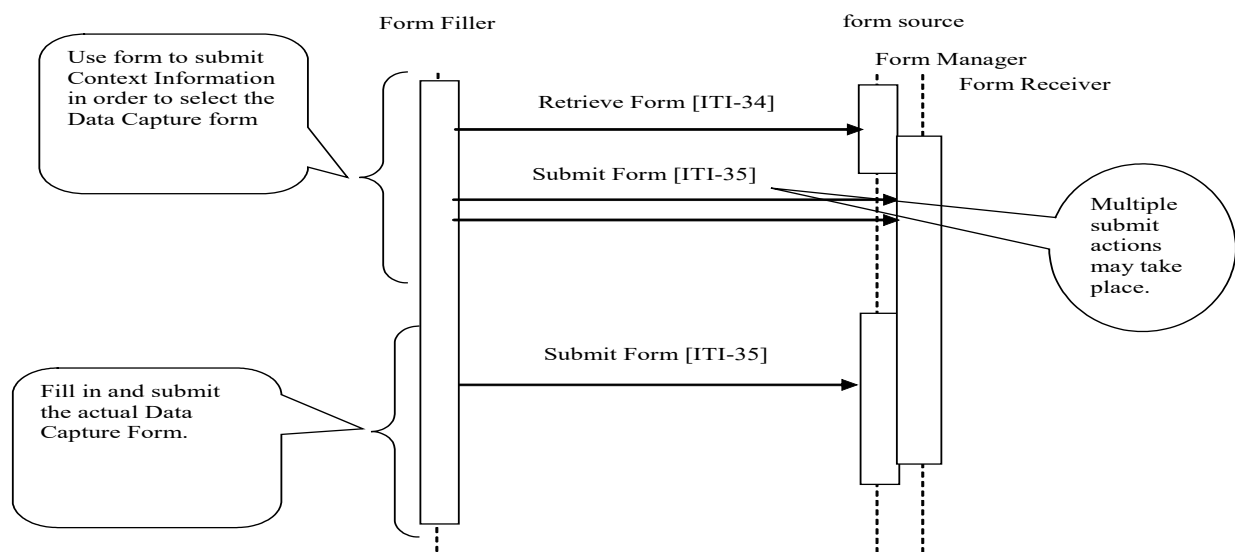 Form Filler
form source
Form Manager
Form Receiver
Use form to submit
Context Information
in order to select the
Data Capture form
Retrieve Form [ITI-34]
Submit Form [ITI-35]
Multiple
submit
actions
may take
place.
Submit Form [ITI-35]
Fill in and submit
the actual Data
Capture Form.